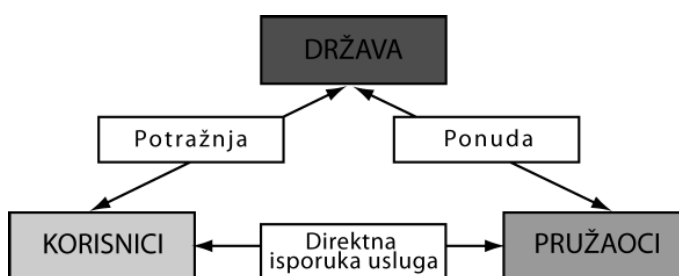 DRŽAVA
Potražnja
Ponuda
KORISNICI
Direktna
isporuka usluga
PRUŽAOCI